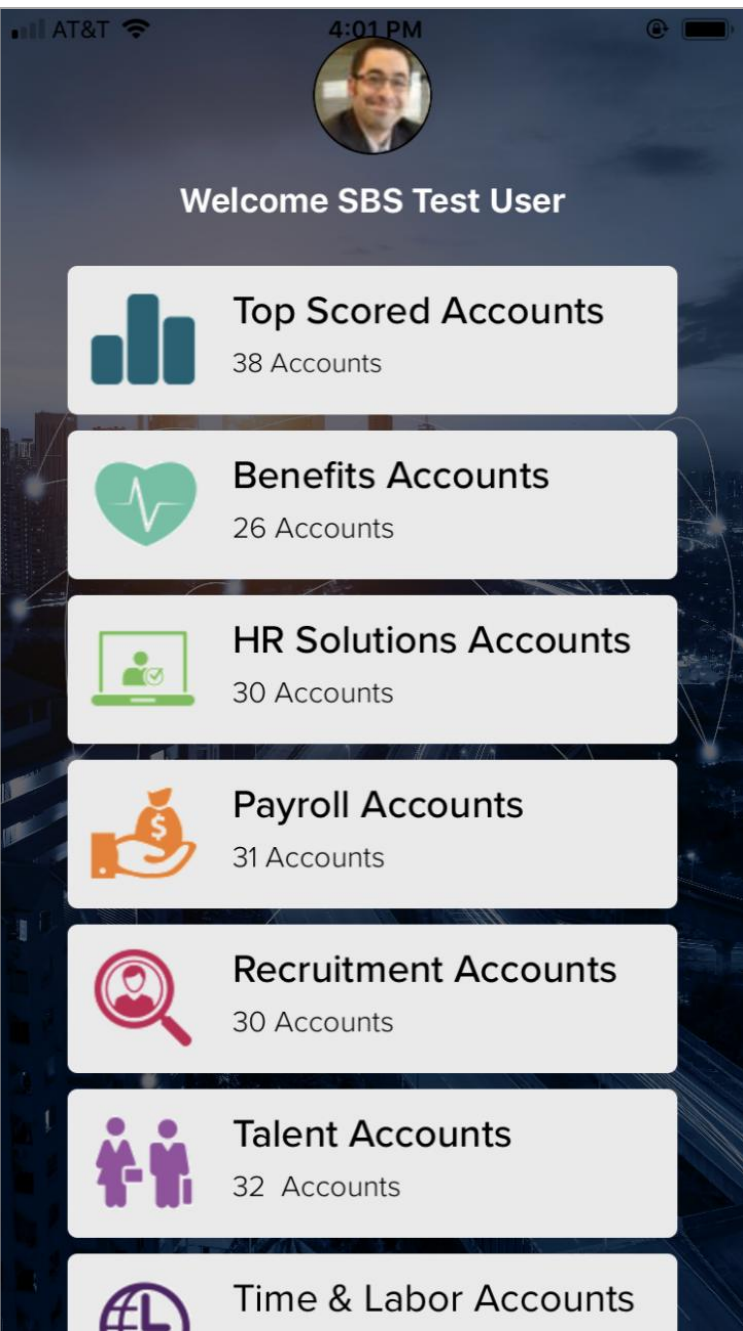 AT&T 4:01 PM
Welcome SBS Test User
Top Scored Accounts
38 Accounts
Benefits Accounts
26 Accounts
HR Solutions Accounts
30 Accounts
Payroll Accounts
$
31 Accounts
Recruitment Accounts
30 Accounts
Talent Accounts
32 Accounts
Time & Labor Accounts